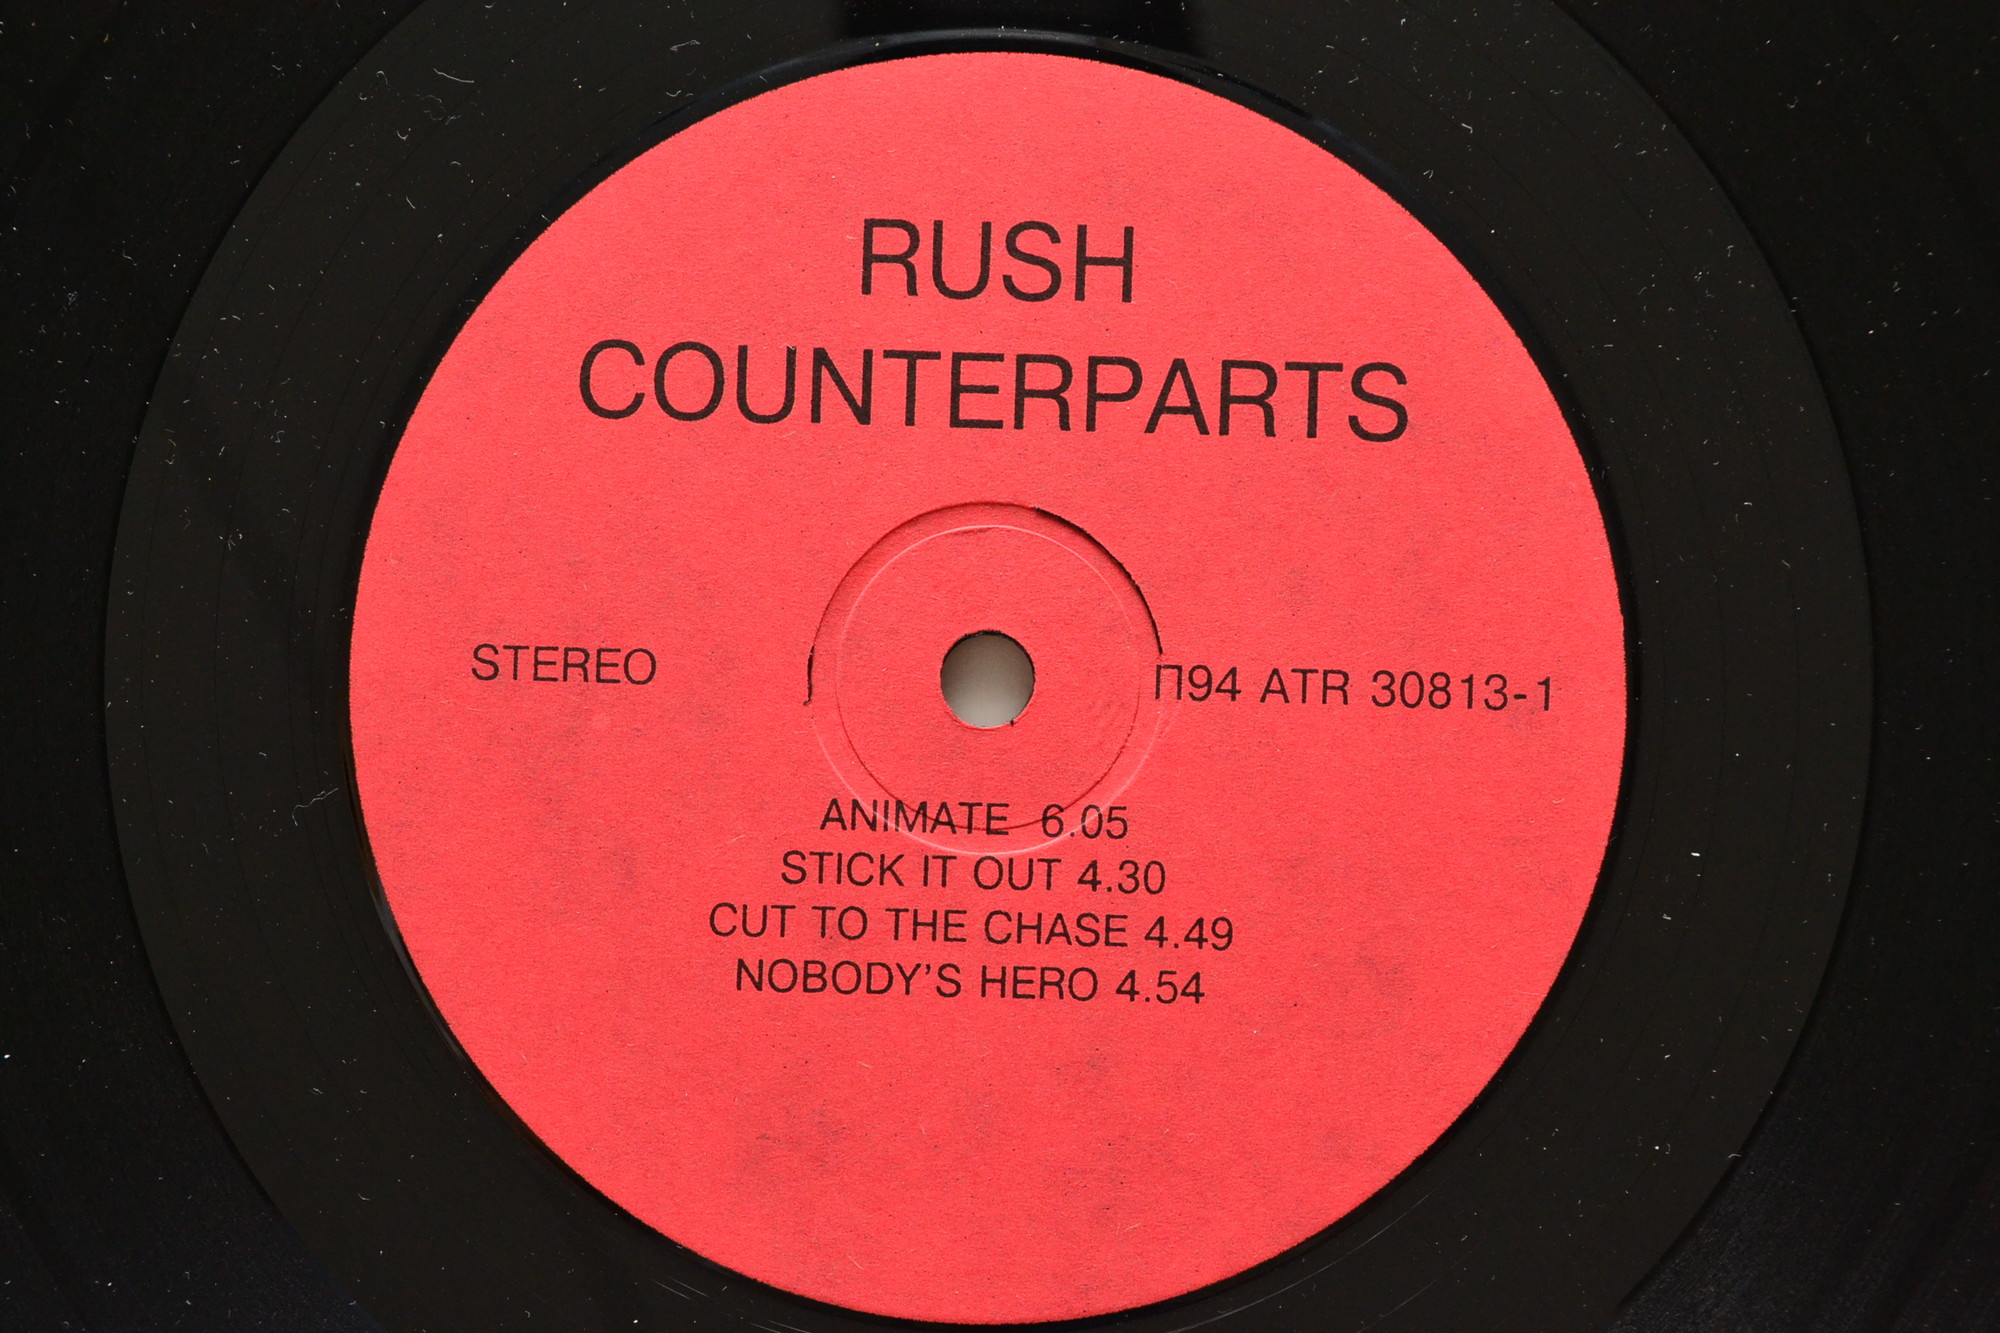 RUSH
COUNTERPARTS
STEREO
П94 ATR 30813-1
ANIMATE 6.05
STICK IT OUT 4.30
CUT TO THE CHASE 4.49
NOBODY'S HERO 4.54